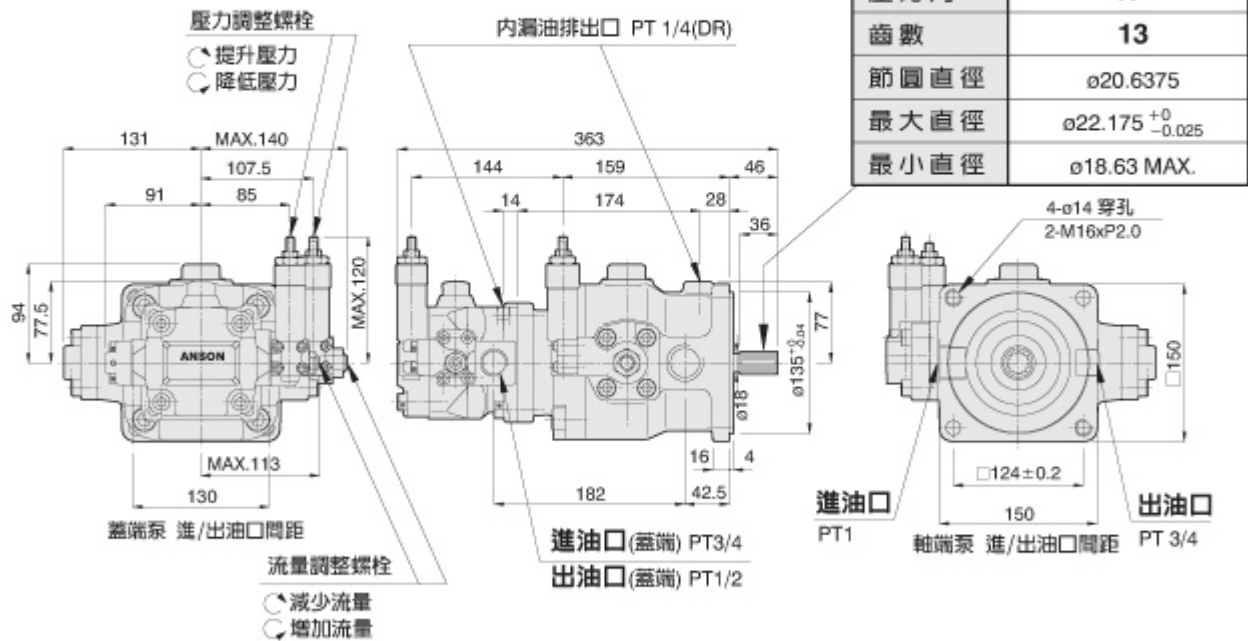 壓力調整螺栓
提升壓力
降低壓力
內漏油排出口 PT 1/4(DR)
齒數 13
節圓直徑 ø20.6375
最大直徑 ø22.175 +0 -0.025
最小直徑 ø18.63 MAX.
131
MAX.140
107.5
91
85
94
77.5
MAX.120
ANSON
MAX.113
130
蓋端泵 進/出油口間距
流量調整螺栓
減少流量
增加流量
363
144
159
46
14
174
28
36
77
ø135 +0 -0.04
ø18
16
4
182
42.5
進油口(蓋端) PT3/4
出油口(蓋端) PT1/2
4-ø14 穿孔
2-M16xP2.0
□150
□124±0.2
150
進油口
PT1
出油口
PT 3/4
軸端泵 進/出油口間距